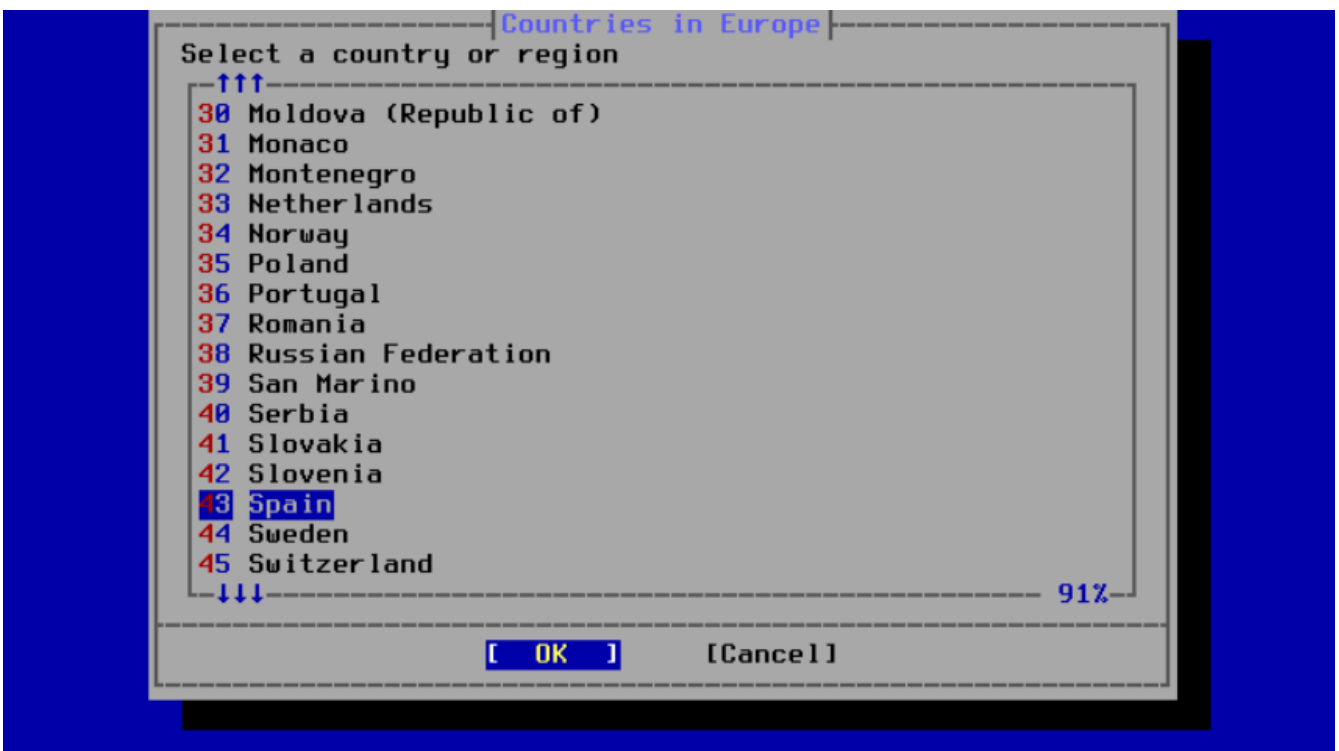 Countries in Europe
Select a country or region
↑↑↑
30 Moldova (Republic of)
31 Monaco
32 Montenegro
33 Netherlands
34 Norway
35 Poland
36 Portugal
37 Romania
38 Russian Federation
39 San Marino
40 Serbia
41 Slovakia
42 Slovenia
43 Spain
44 Sweden
45 Switzerland
↓↓↓ 91%
[ OK ] [Cancel]